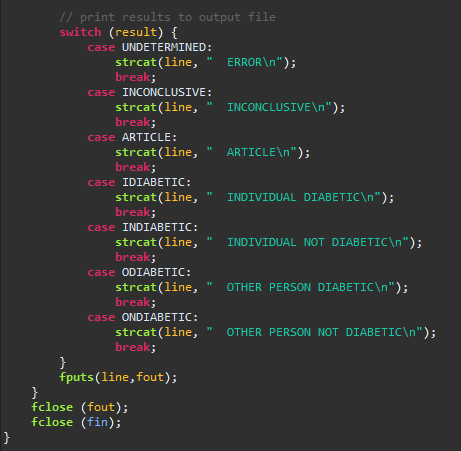 // print results to output file
switch (result) {
case UNDETERMINED:
strcat(line, "  ERROR\n");
break;
case INCONCLUSIVE:
strcat(line, "  INCONCLUSIVE\n");
break;
case ARTICLE:
strcat(line, "  ARTICLE\n");
break;
case IDIABETIC:
strcat(line, "  INDIVIDUAL DIABETIC\n");
break;
case INDIABETIC:
strcat(line, "  INDIVIDUAL NOT DIABETIC\n");
break;
case ODIABETIC:
strcat(line, "  OTHER PERSON DIABETIC\n");
break;
case ONDIABETIC:
strcat(line, "  OTHER PERSON NOT DIABETIC\n");
break;
}
fputs(line,fout);
}
fclose (fout);
fclose (fin);
}